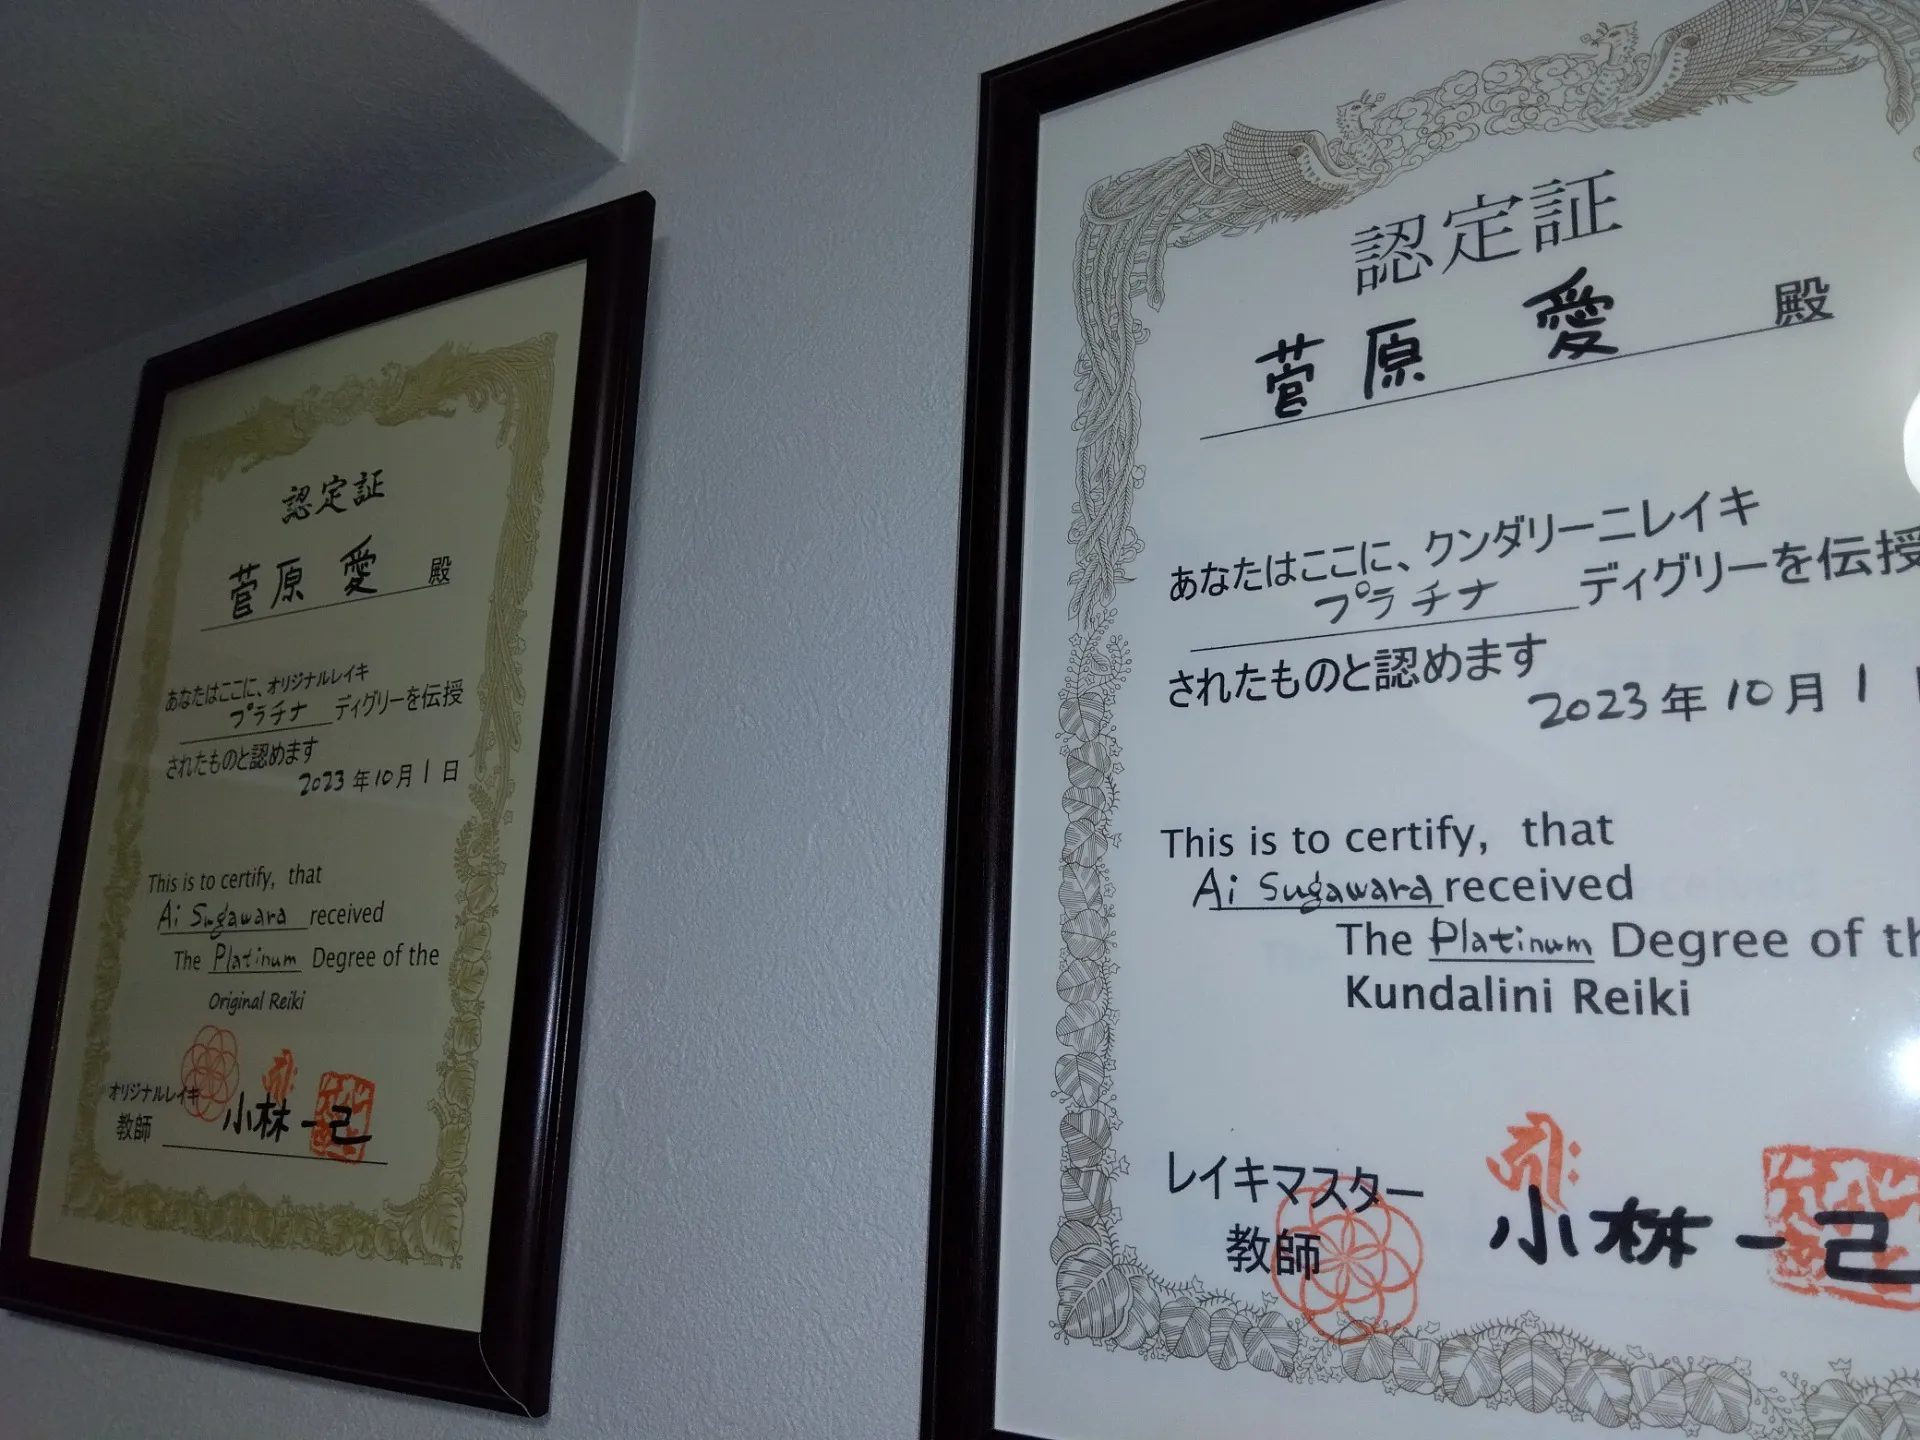 認定証
菅原 愛 殿
あなたはここに、オリジナルレイキ
プラチナ ディグリーを伝授
されたものと認めます
2023年10月1日
This is to certify, that
Ai Sugawara received
The Platinum Degree of the
Original Reiki
オリジナルレイキ
教師 小林一己
認定証
菅原 愛 殿
あなたはここに、クンダリーニレイキ
プラチナ ディグリーを伝授
されたものと認めます
2023年10月1
This is to certify, that
Ai Sugawara received
The Platinum Degree of th
Kundalini Reiki
レイキマスター
教師 小林一己